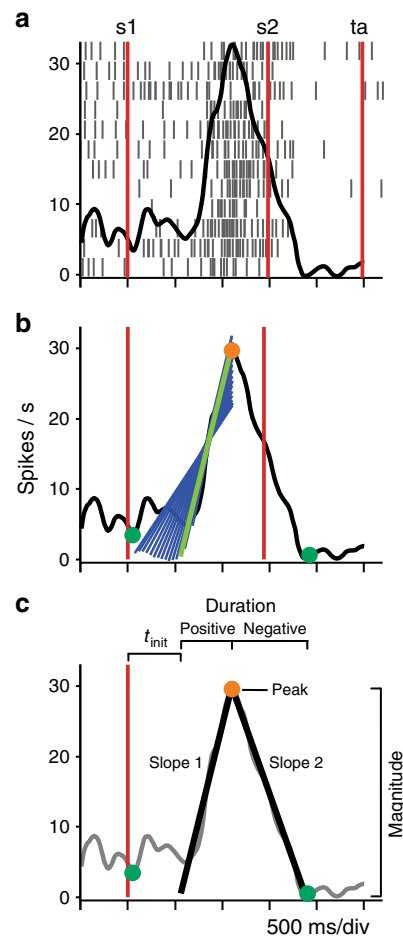 a
s1 s2 ta
30
20
10
0
b
30
20
10
0
Spikes / s
c
Duration
Positive Negative
tinit
30
20
10
0
Peak
Slope 1 Slope 2
Magnitude
500 ms/div